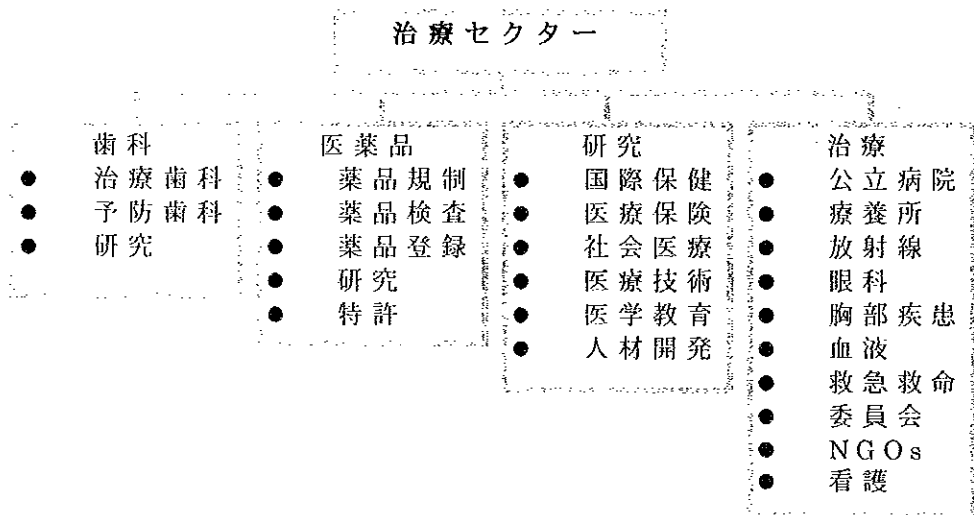 治療セクター
歯科
● 治療歯科
● 予防歯科
● 研究
医薬品
● 薬品規制
● 薬品検査
● 薬品登録
● 研究
● 特許
研究
● 国際保健
● 医療保険
● 社会医療
● 医療技術
● 医学教育
● 人材開発
治療
● 公立病院
● 療養所
● 放射線
● 眼科
● 胸部疾患
● 血液
● 救急救命
● 委員会
● NGOs
● 看護